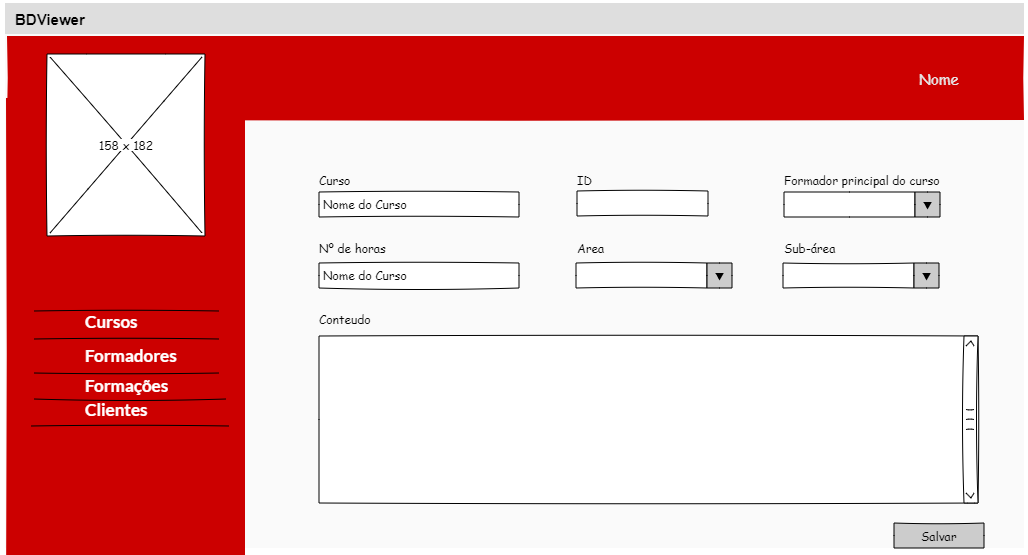 BDViewer
158 x 182
Nome
Cursos
Formadores
Formações
Clientes
Curso
ID
Formador principal do curso
Nome do Curso
Nº de horas
Area
Sub-área
Nome do Curso
Conteudo
Salvar